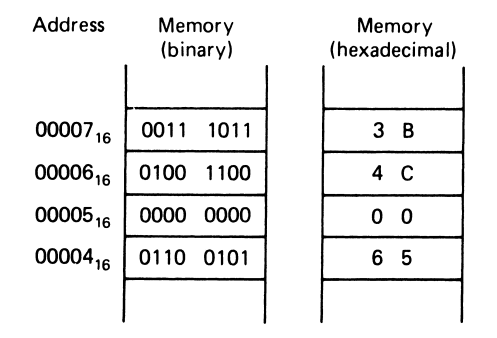 Address Memory Memory
(binary) (hexadecimal)
00007₁₆ 0011 1011 3 B
00006₁₆ 0100 1100 4 C
00005₁₆ 0000 0000 0 0
00004₁₆ 0110 0101 6 5